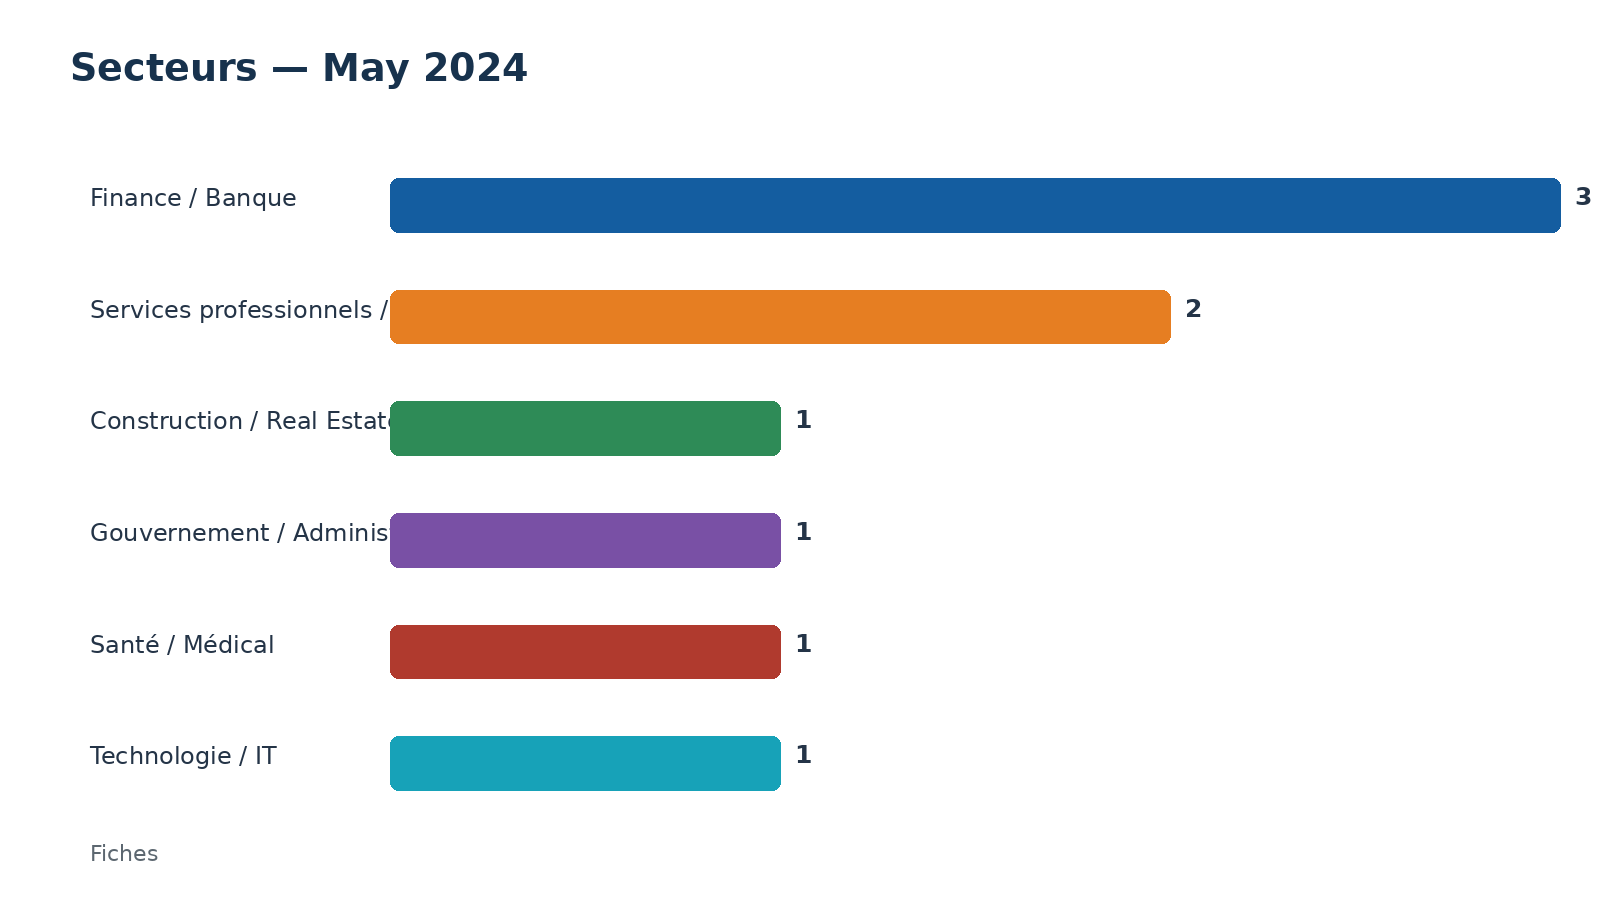 Secteurs — May 2024
Finance / Banque 3
Services professionnels / 2
Construction / Real Estate 1
Gouvernement / Adminis 1
Santé / Médical 1
Technologie / IT 1
Fiches